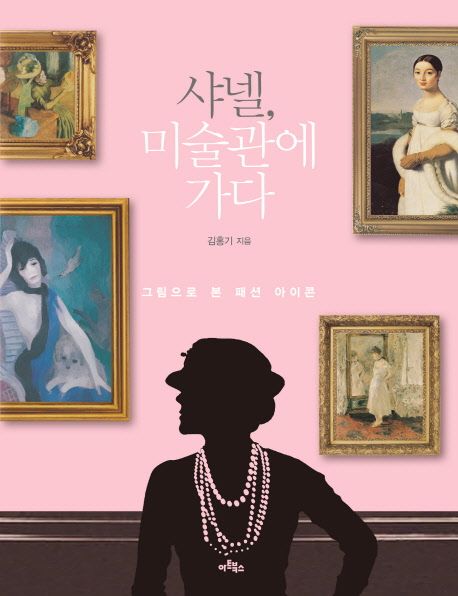 샤넬,
미술관에
가다
김홍기 지음
그림으로 본 패션 아이콘
아트북스